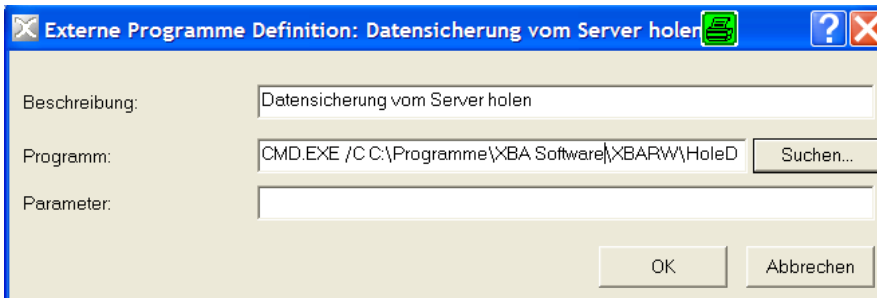 Externe Programme Definition: Datensicherung vom Server holen
Beschreibung: Datensicherung vom Server holen
Programm: CMD.EXE /C C:\Programme\XBA Software\XBARW\HoleD Suchen...
Parameter:
OK Abbrechen